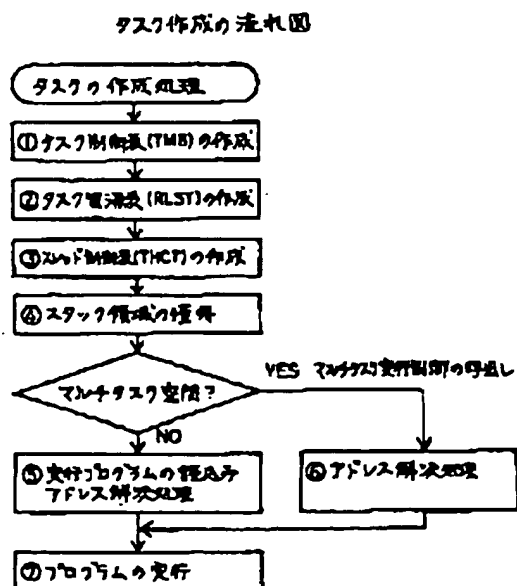 タスク作成の流れ図
タスクの作成処理
①タスク制御表(TMB)の作成
②タスク資源表(RLST)の作成
③スレッド制御表(THCT)の作成
④スタック領域の獲得
マルチタスク空間?
YES マルチタスク実行制御部の呼出し
NO
⑤実行プログラムの読込み
アドレス解決処理
⑥アドレス解決処理
⑦プログラムの実行